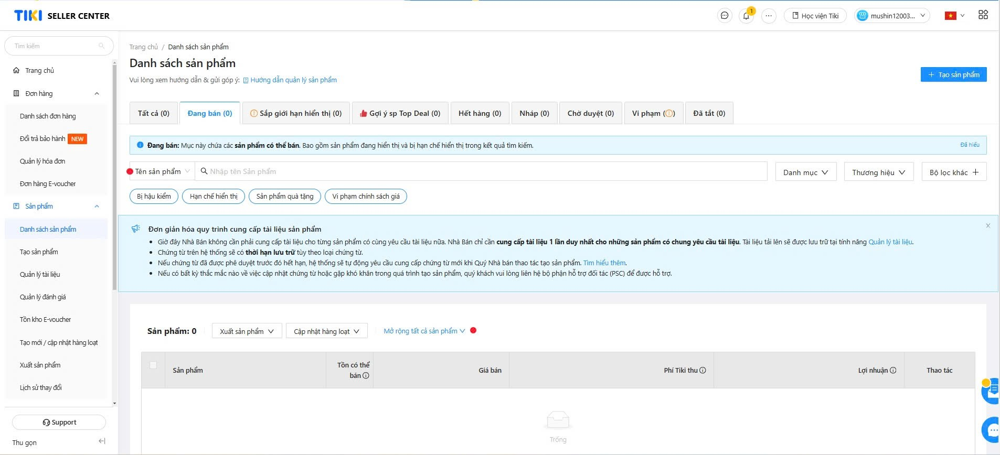 TIKI SELLER CENTER
1
Học viện Tiki
mushin12003...
Tìm kiếm
Trang chủ
Đơn hàng
Danh sách đơn hàng
Đổi trả bảo hành NEW
Quản lý hóa đơn
Đơn hàng E-voucher
Sản phẩm
Danh sách sản phẩm
Tạo sản phẩm
Quản lý tài liệu
Quản lý đánh giá
Tồn kho E-voucher
Tạo mới / cập nhật hàng loạt
Xuất sản phẩm
Lịch sử thay đổi
Support
Thu gọn
Trang chủ / Danh sách sản phẩm
Danh sách sản phẩm
Vui lòng xem hướng dẫn & gửi góp ý: Hướng dẫn quản lý sản phẩm
+ Tạo sản phẩm
Tất cả (0) Đang bán (0) Sắp giới hạn hiển thị (0) Gợi ý sp Top Deal (0) Hết hàng (0) Nháp (0) Chờ duyệt (0) Vi phạm () Đã tắt (0)
Đang bán: Mục này chứa các sản phẩm có thể bán. Bao gồm sản phẩm đang hiển thị và bị hạn chế hiển thị trong kết quả tìm kiếm. Đã hiểu
Tên sản phẩm Nhập tên Sản phẩm Danh mục Thương hiệu Bộ lọc khác +
Bị hậu kiểm Hạn chế hiển thị Sản phẩm quà tặng Vi phạm chính sách giá
Đơn giản hóa quy trình cung cấp tài liệu sản phẩm
• Giờ đây Nhà Bán không cần phải cung cấp tài liệu cho từng sản phẩm có cùng yêu cầu tài liệu nữa. Nhà Bán chỉ cần cung cấp tài liệu 1 lần duy nhất cho những sản phẩm có chung yêu cầu tài liệu. Tài liệu tải lên sẽ được lưu trữ tại tính năng Quản lý tài liệu.
• Chứng từ trên hệ thống sẽ có thời hạn lưu trữ tùy theo loại chứng từ.
• Nếu chứng từ đã được phê duyệt trước đó hết hạn, hệ thống sẽ tự động yêu cầu cung cấp chứng từ mới khi Quý Nhà bán thao tác tạo sản phẩm. Tìm hiểu thêm.
• Nếu có bất kỳ thắc mắc nào về việc cập nhật chứng từ hoặc gặp khó khăn trong quá trình tạo sản phẩm, quý khách vui lòng liên hệ bộ phận hỗ trợ đối tác (PSC) để được hỗ trợ.
Sản phẩm: 0 Xuất sản phẩm Cập nhật hàng loạt Mở rộng tất cả sản phẩm
Sản phẩm Tồn có thể bán Giá bán Phí Tiki thu Lợi nhuận Thao tác
Trống